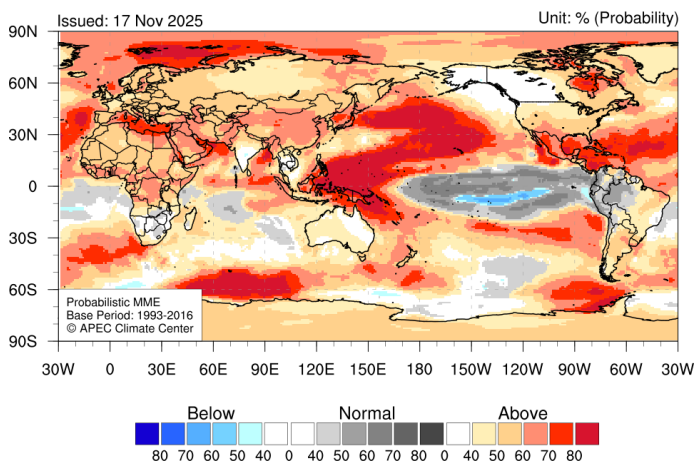 Issued: 17 Nov 2025
Unit: % (Probability)
90N
60N
30N
0
30S
60S
90S
Probabilistic MME
Base Period: 1993-2016
© APEC Climate Center
30W 0 30E 60E 90E 120E 150E 180 150W 120W 90W 60W 30W
Below Normal Above
80 70 60 50 40 0 40 50 60 70 80 0 40 50 60 70 80